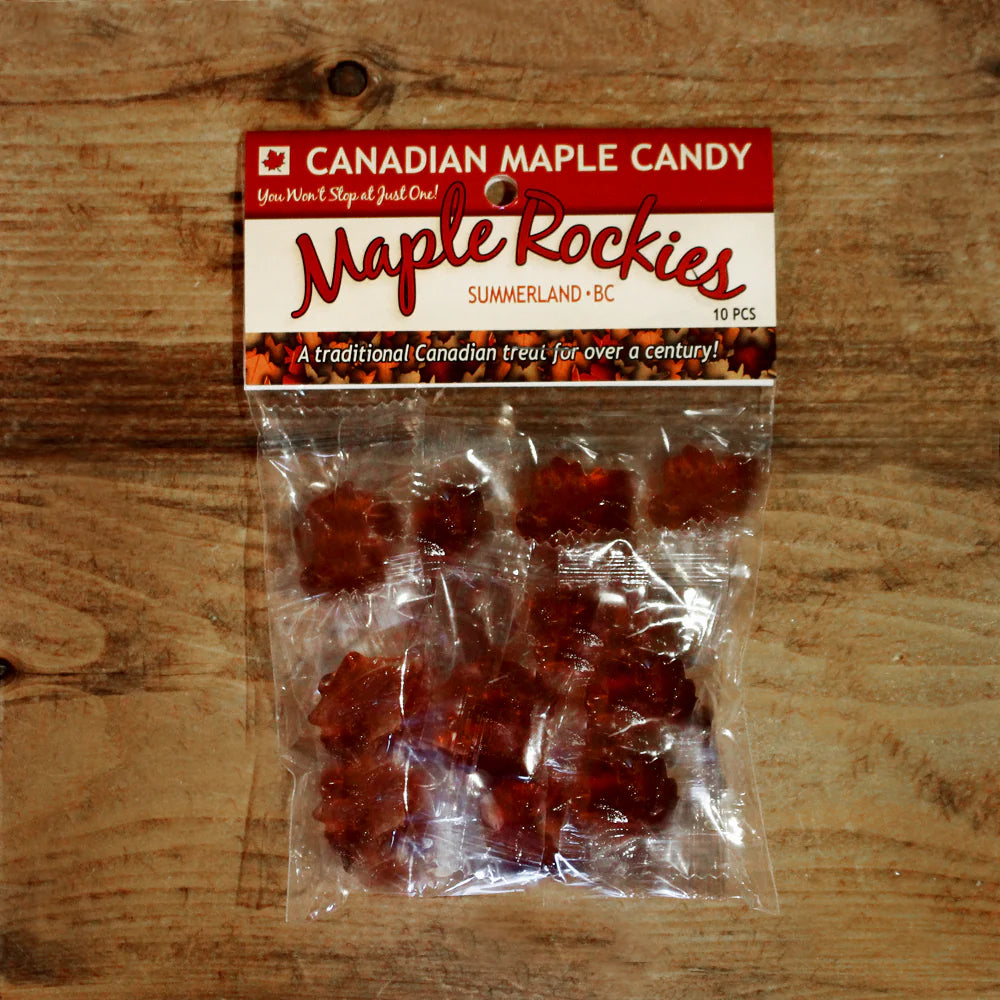 CANADIAN MAPLE CANDY
You Won't Stop at Just One!
Maple Rockies
SUMMERLAND • BC
10 PCS
A traditional Canadian treat for over a century!